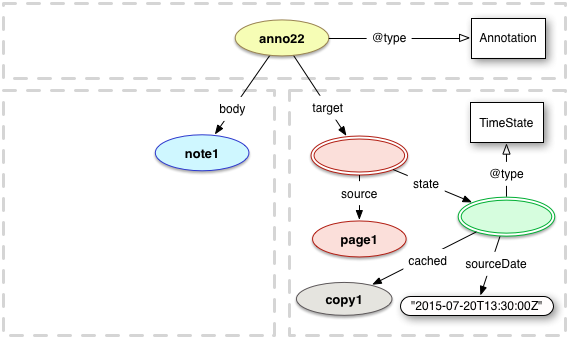 anno22
@type
Annotation
body
target
note1
TimeState
@type
source
state
page1
cached
sourceDate
copy1
"2015-07-20T13:30:00Z"